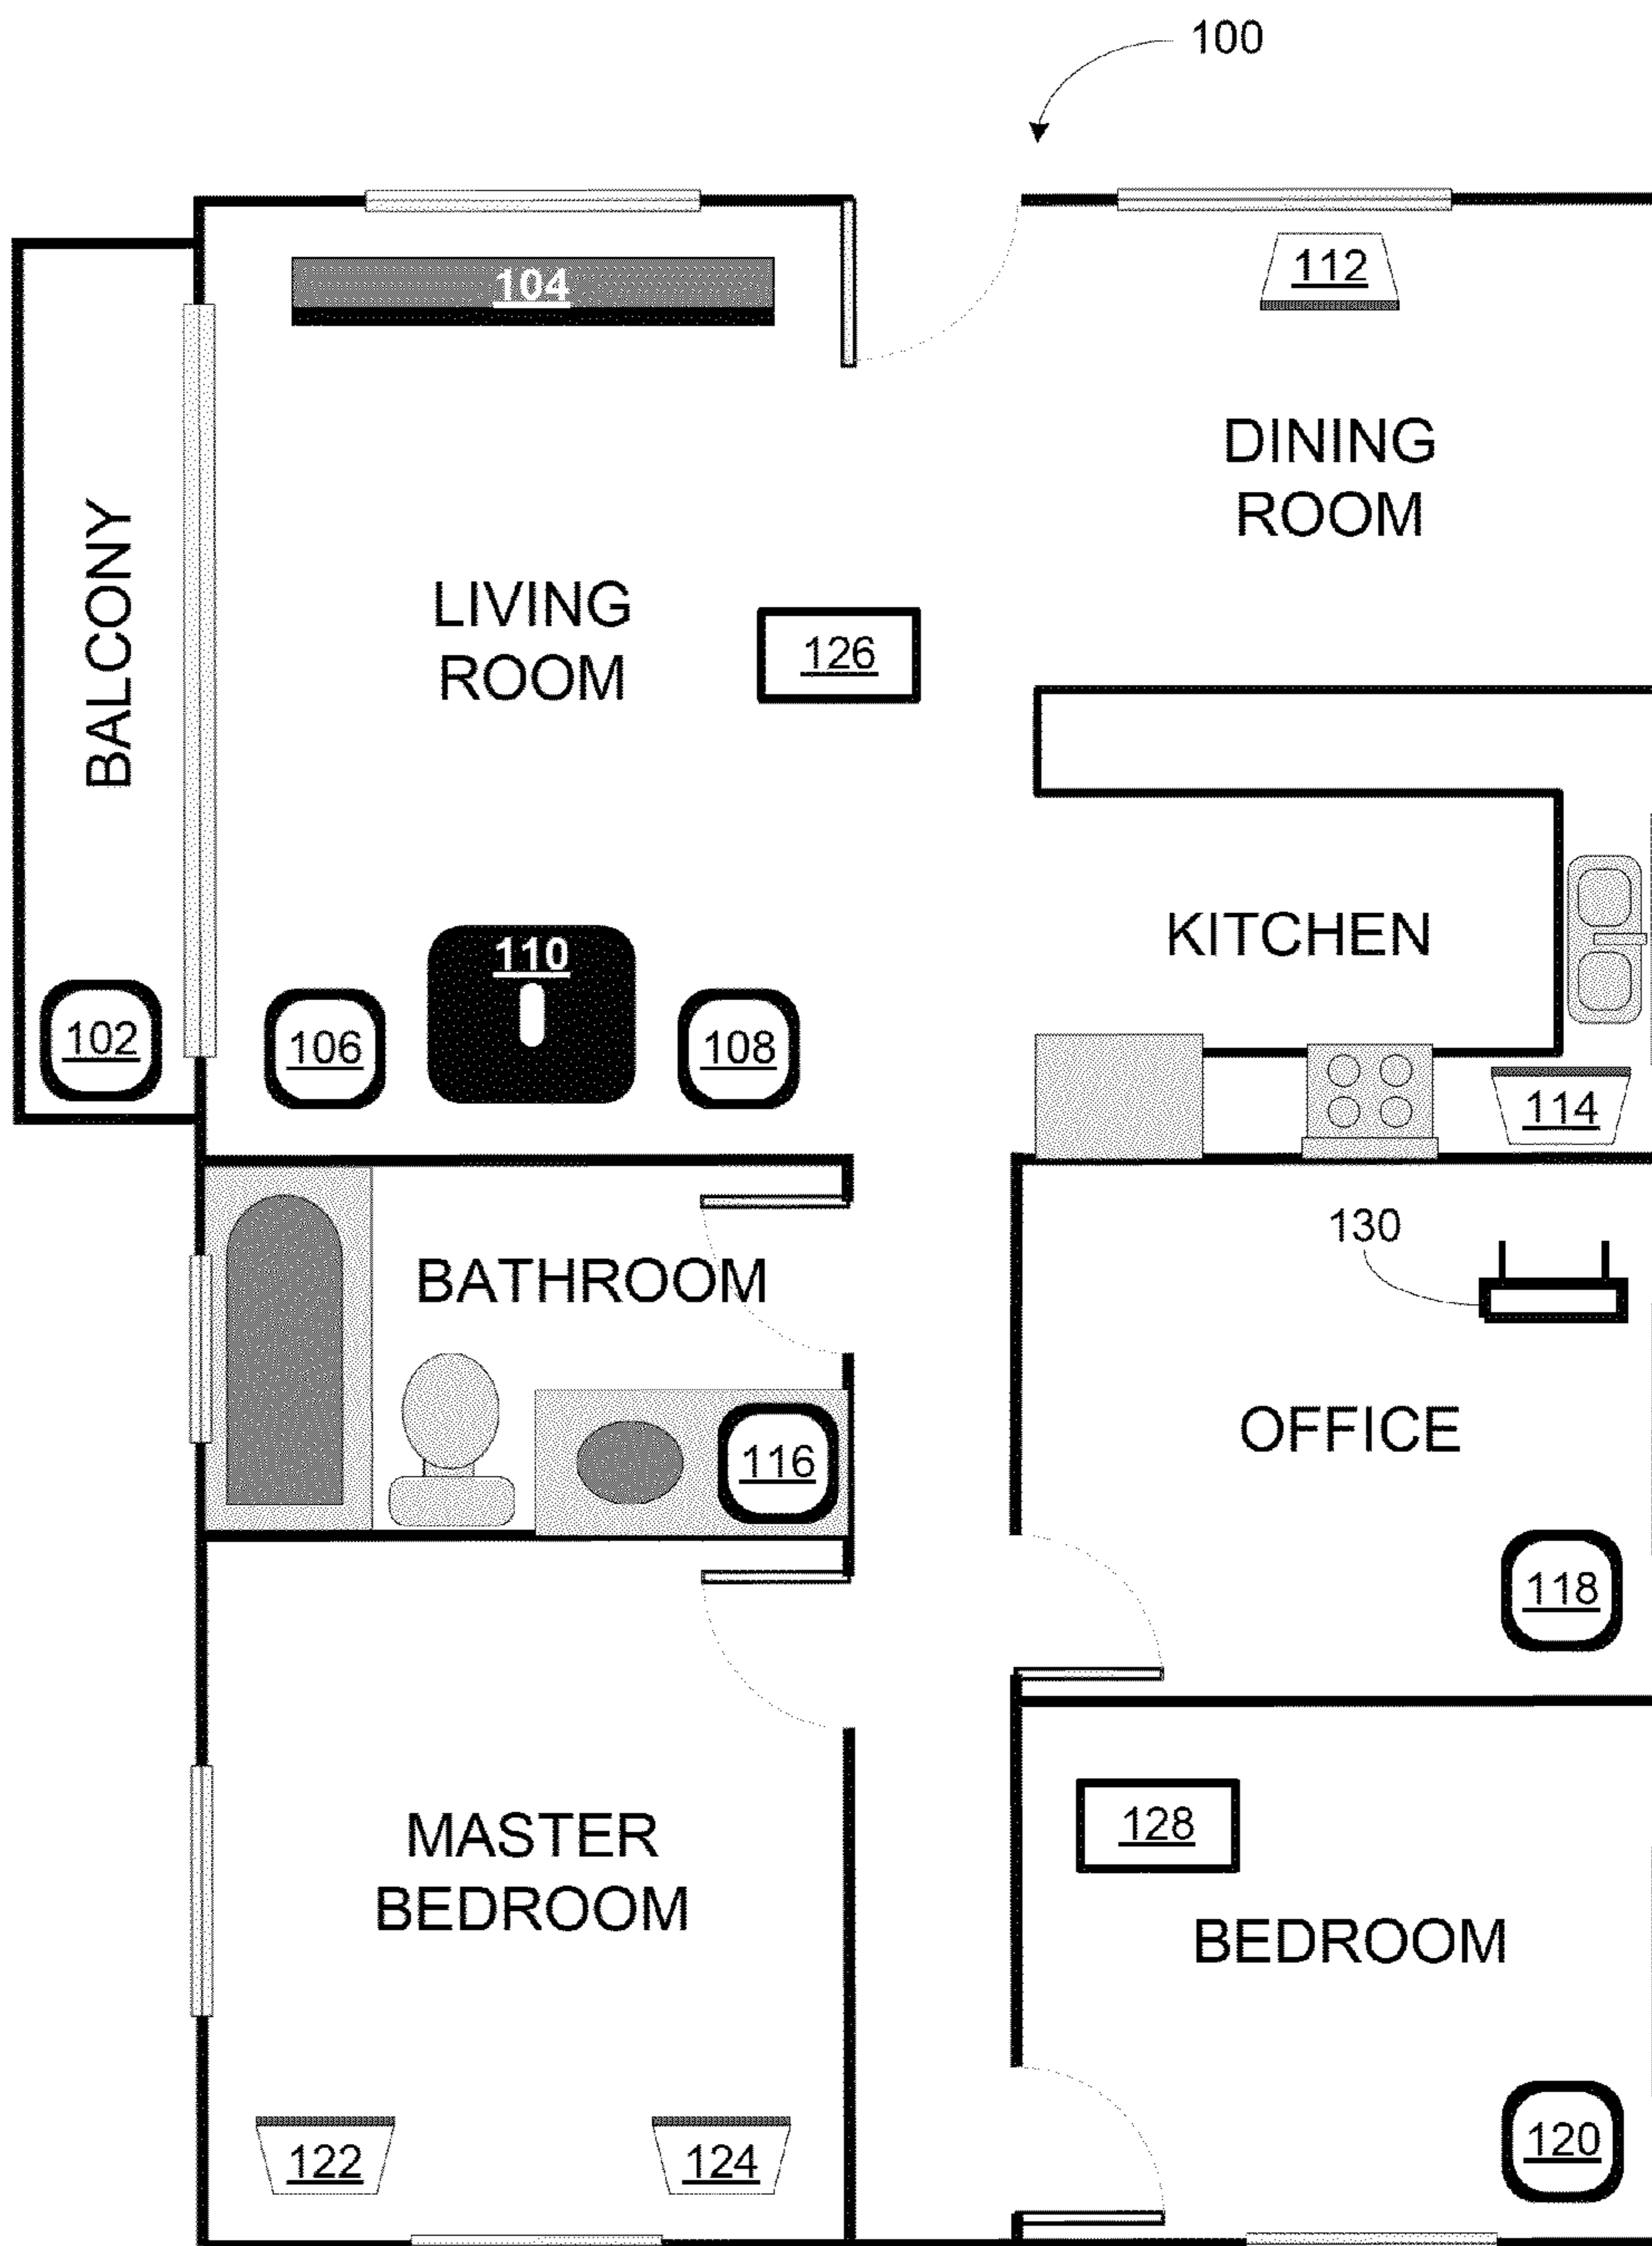 100
104
112
DINING
ROOM
BALCONY
LIVING
ROOM
126
KITCHEN
110
102
106
108
114
130
BATHROOM
OFFICE
116
118
128
MASTER
BEDROOM
BEDROOM
122
124
120